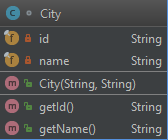 C City
f id String
f name String
m City(String, String)
m getId() String
m getName() String